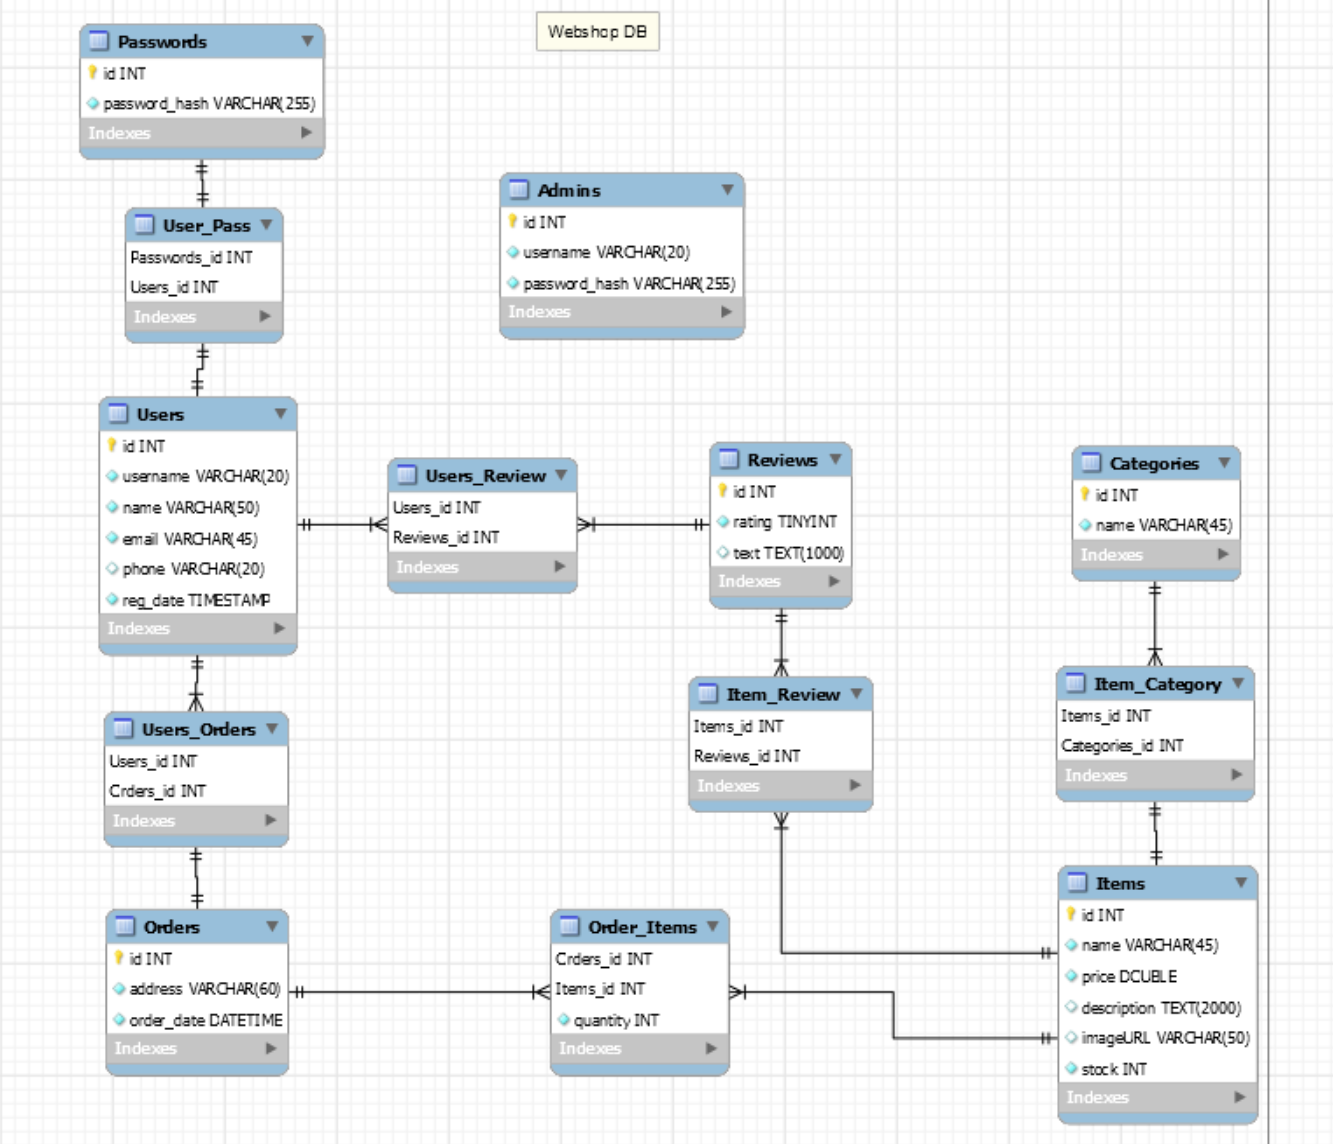 Webshop DB
Passwords
id INT
password_hash VARCHAR(255)
Indexes
User_Pass
Passwords_id INT
Users_id INT
Indexes
Admins
id INT
username VARCHAR(20)
password_hash VARCHAR(255)
Indexes
Users
id INT
username VARCHAR(20)
name VARCHAR(50)
email VARCHAR(45)
phone VARCHAR(20)
reg_date TIMESTAMP
Indexes
Users_Review
Users_id INT
Reviews_id INT
Indexes
Reviews
id INT
rating TINYINT
text TEXT(1000)
Indexes
Categories
id INT
name VARCHAR(45)
Indexes
Users_Orders
Users_id INT
Orders_id INT
Indexes
Item_Review
Items_id INT
Reviews_id INT
Indexes
Item_Category
Items_id INT
Categories_id INT
Indexes
Orders
id INT
address VARCHAR(60)
order_date DATETIME
Indexes
Order_Items
Orders_id INT
Items_id INT
quantity INT
Indexes
Items
id INT
name VARCHAR(45)
price DOUBLE
description TEXT(2000)
imageURL VARCHAR(50)
stock INT
Indexes